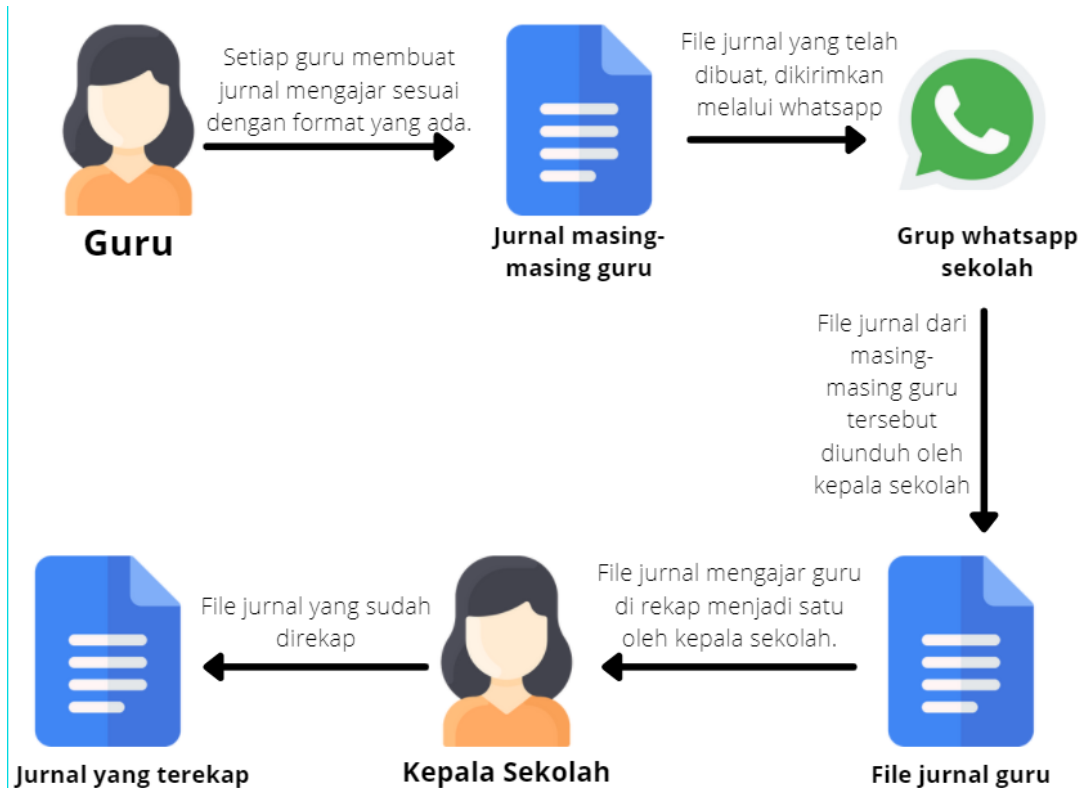 Setiap guru membuat
jurnal mengajar sesuai
dengan format yang ada.
File jurnal yang telah
dibuat, dikirimkan
melalui whatsapp
Guru
Jurnal masing-
masing guru
Grup whatsapp
sekolah
File jurnal dari
masing-
masing guru
tersebut
diunduh oleh
kepala sekolah
File jurnal mengajar guru
di rekap menjadi satu
oleh kepala sekolah.
File jurnal yang sudah
direkap
Jurnal yang terekap
Kepala Sekolah
File jurnal guru